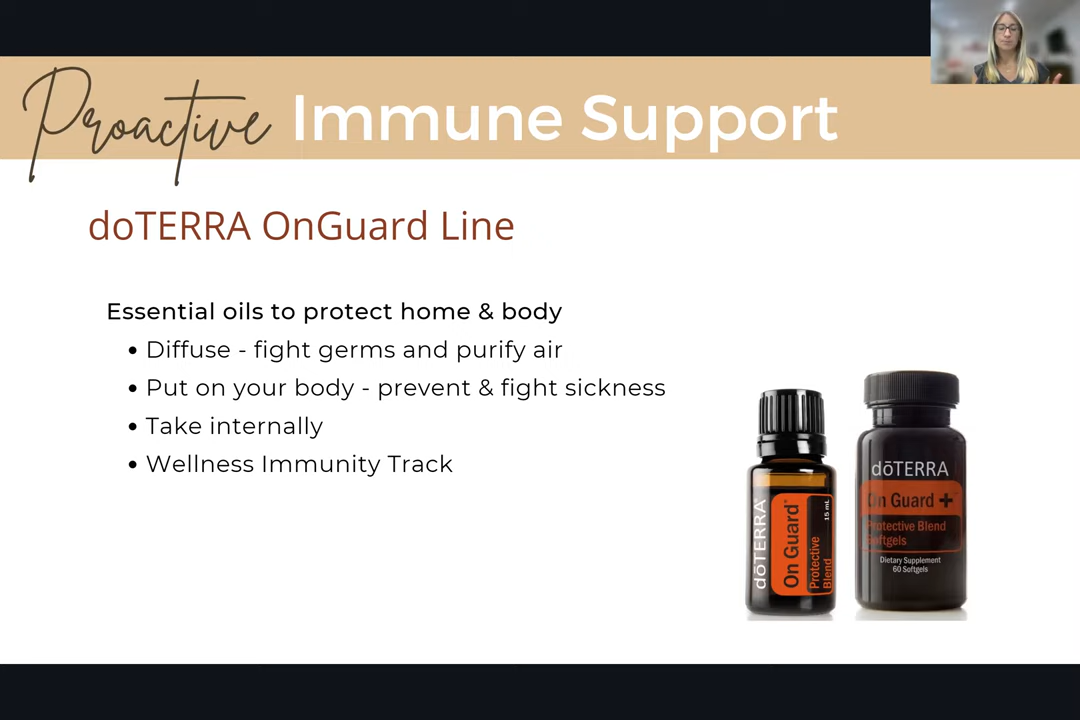 Proactive Immune Support
doTERRA OnGuard Line
Essential oils to protect home & body
• Diffuse - fight germs and purify air
• Put on your body - prevent & fight sickness
• Take internally
• Wellness Immunity Track
dōTERRA®
On Guard®
Protective
Blend
15 mL
dōTERRA
On Guard +™
Protective Blend
Softgels
Dietary Supplement
60 Softgels